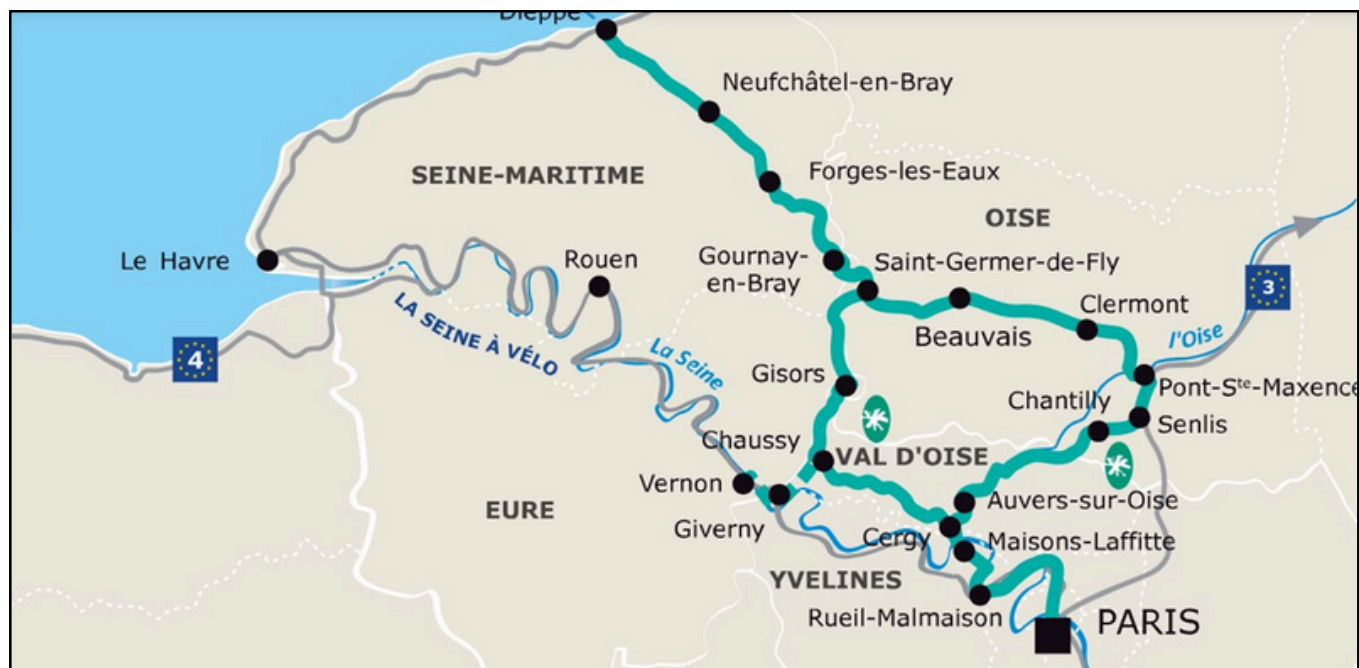 Dieppe
Neufchâtel-en-Bray
SEINE-MARITIME
Forges-les-Eaux
OISE
Le Havre
Rouen
Gournay-
en-Bray
Saint-Germer-de-Fly
3
LA SEINE À VÉLO
Clermont
Beauvais
l'Oise
4
La Seine
Gisors
Pont-Ste-Maxence
Chantilly
Senlis
Chaussy
VAL D'OISE
Vernon
EURE
Giverny
Auvers-sur-Oise
Cergy
Maisons-Laffitte
YVELINES
Rueil-Malmaison
PARIS